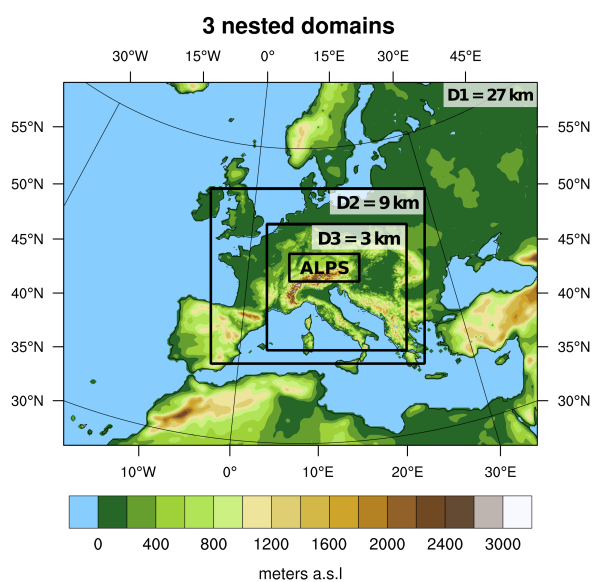 3 nested domains
30°W 15°W 0° 15°E 30°E 45°E
D1 = 27 km
55°N 55°N
50°N 50°N
D2 = 9 km
45°N 45°N
D3 = 3 km
ALPS
40°N 40°N
35°N 35°N
30°N 30°N
10°W 0° 10°E 20°E 30°E
0 400 800 1200 1600 2000 2400 3000
meters a.s.l